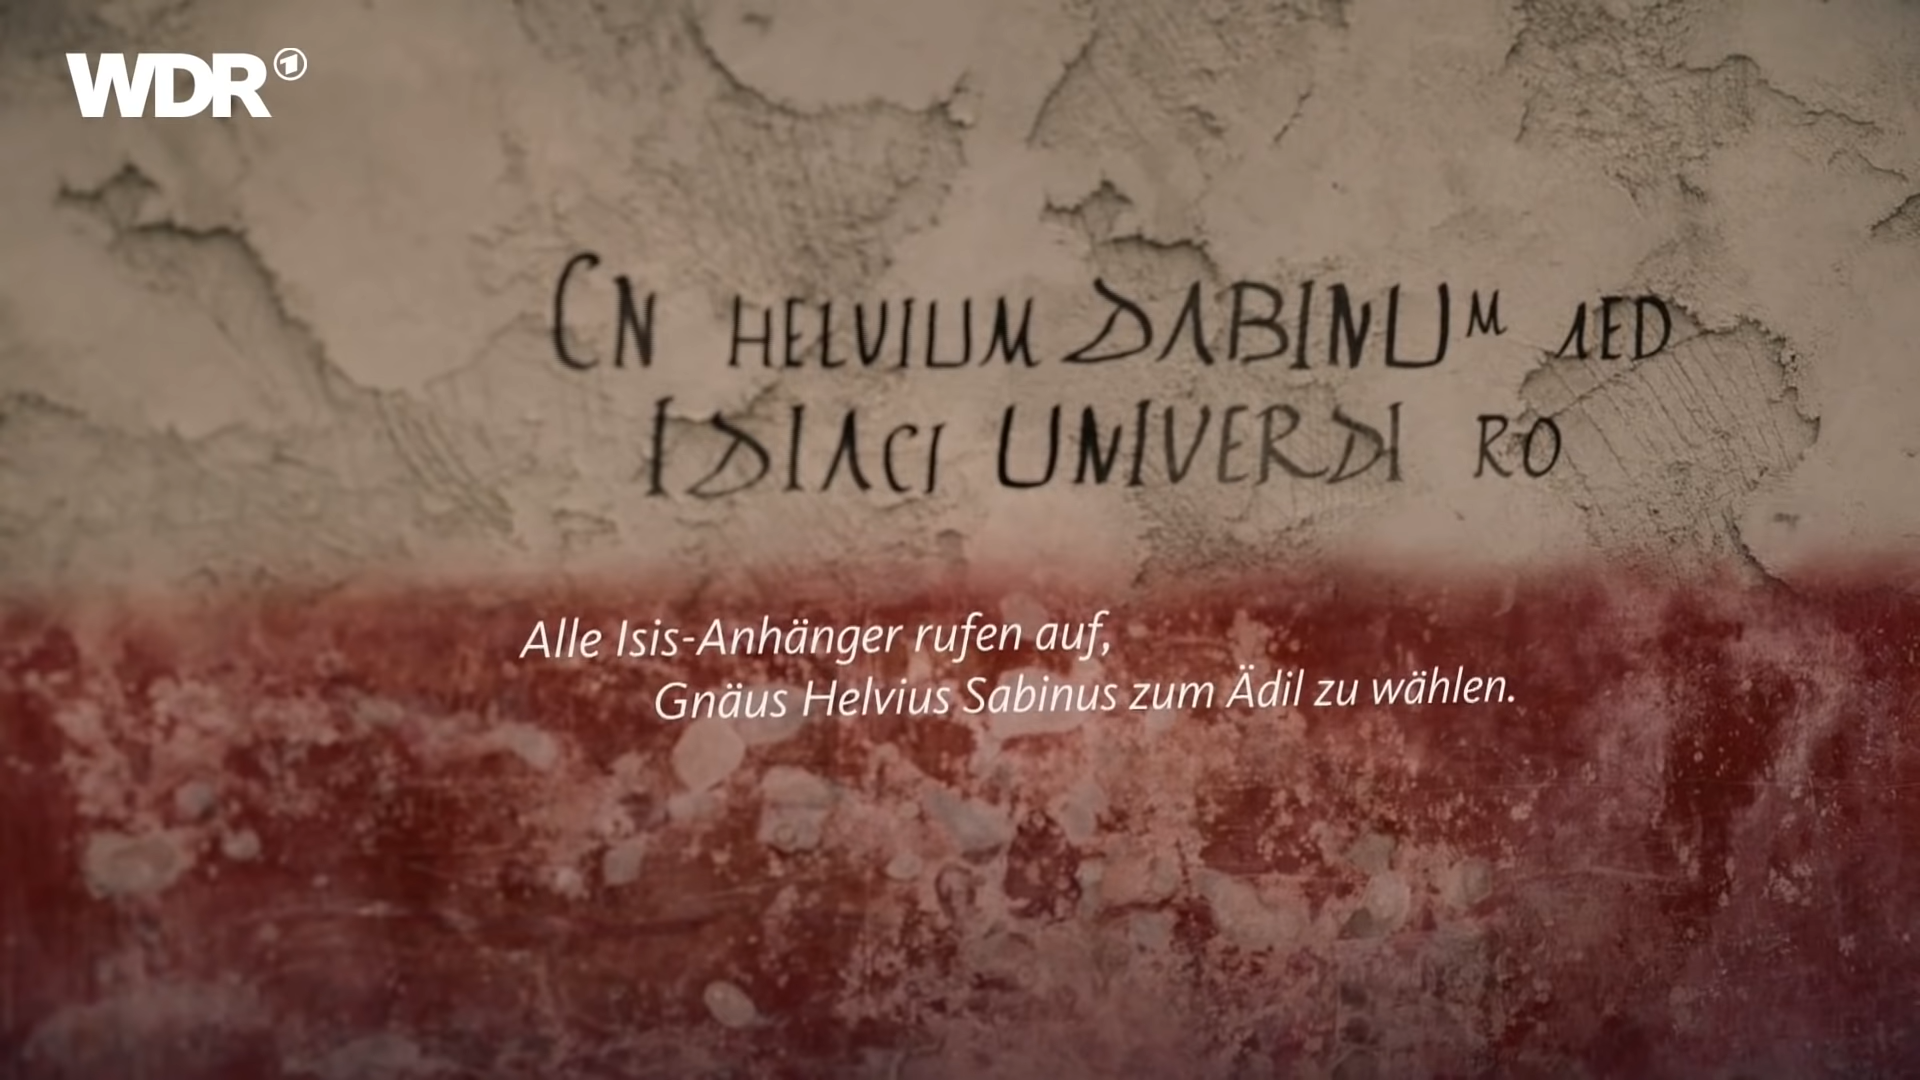 WDR
CN HELVIUM SABINUM AED
ISIACI UNIVERSI RO
Alle Isis-Anhänger rufen auf,
Gnäus Helvius Sabinus zum Ädil zu wählen.